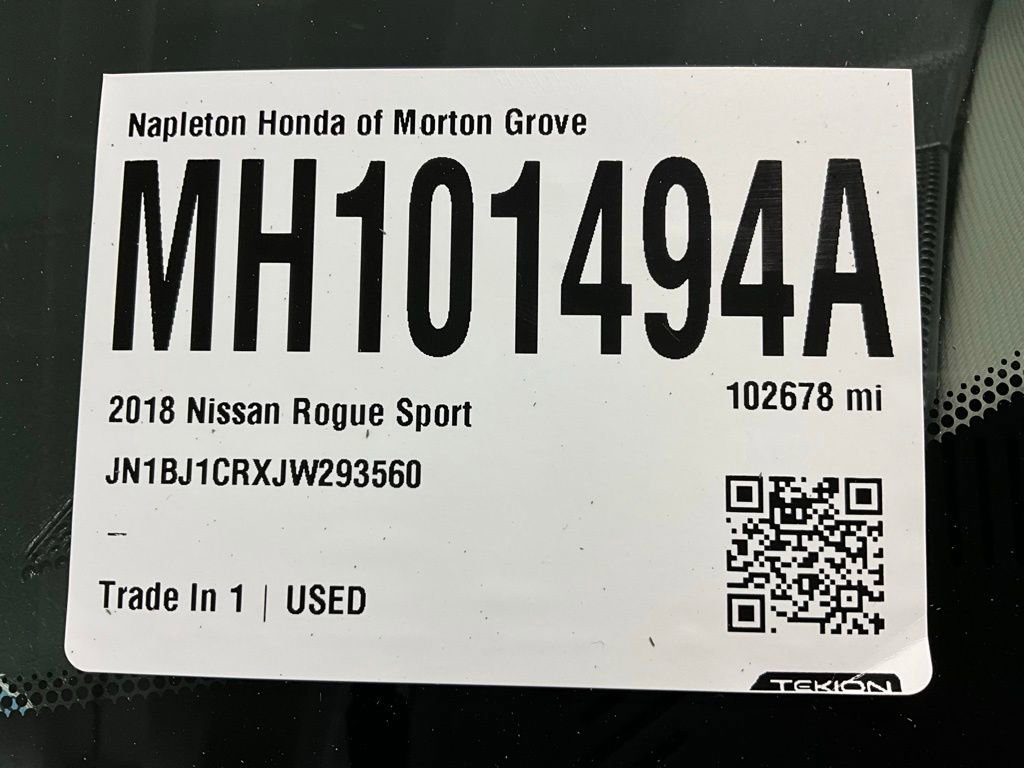 Napleton Honda of Morton Grove
MH101494A
102678 mi
2018 Nissan Rogue Sport
JN1BJ1CRXJW293560
–
Trade In 1 | USED
TEKION